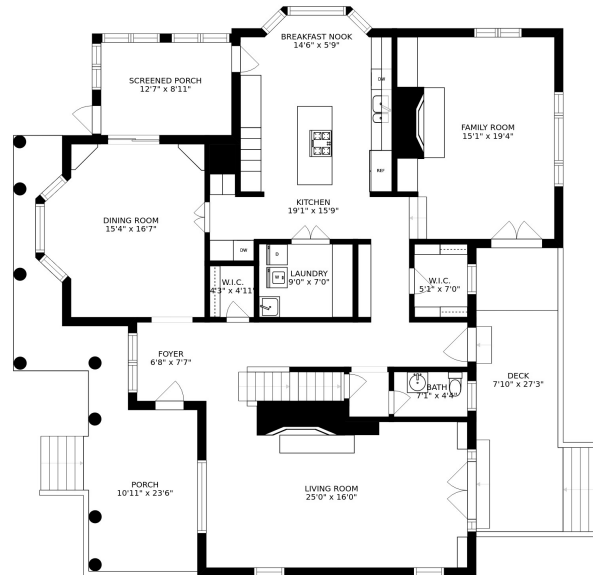 BREAKFAST NOOK
14'6" x 5'9"
SCREENED PORCH
12'7" x 8'11"
DW
FAMILY ROOM
15'1" x 19'4"
REF
KITCHEN
19'1" x 15'9"
DINING ROOM
15'4" x 16'7"
DW
D
W
LAUNDRY
9'0" x 7'0"
W.I.C.
4'3" x 4'11"
W.I.C.
5'1" x 7'0"
FOYER
6'8" x 7'7"
DECK
7'10" x 27'3"
BATH
7'1" x 4'4"
PORCH
10'11" x 23'6"
LIVING ROOM
25'0" x 16'0"